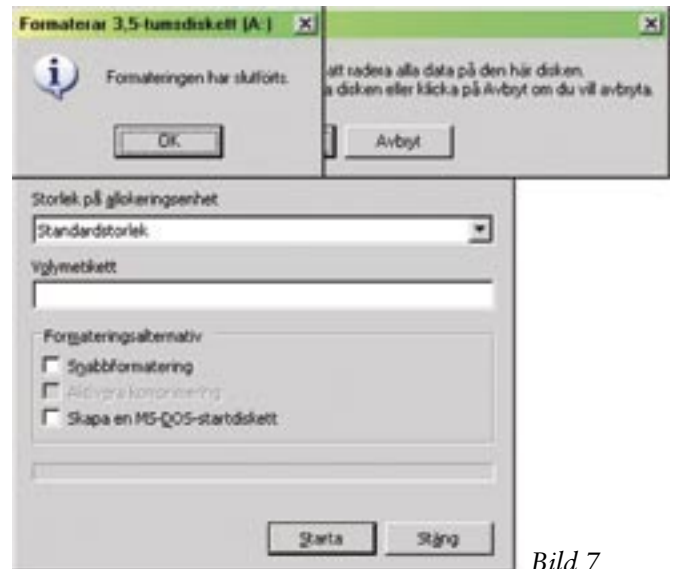 Formaterar 3,5-tumsdiskett (A:)
Formateringen har slutförts.
OK
att radera alla data på den här disken.
a disken eller klicka på Avbryt om du vill avbryta.
Avbryt
Storlek på allokeringsenhet
Standardstorlek
Volymetikett
Formateringsalternativ
Snabbformatering
Aktivera komprimering
Skapa en MS-DOS-startdiskett
Starta
Stäng
Bild 7